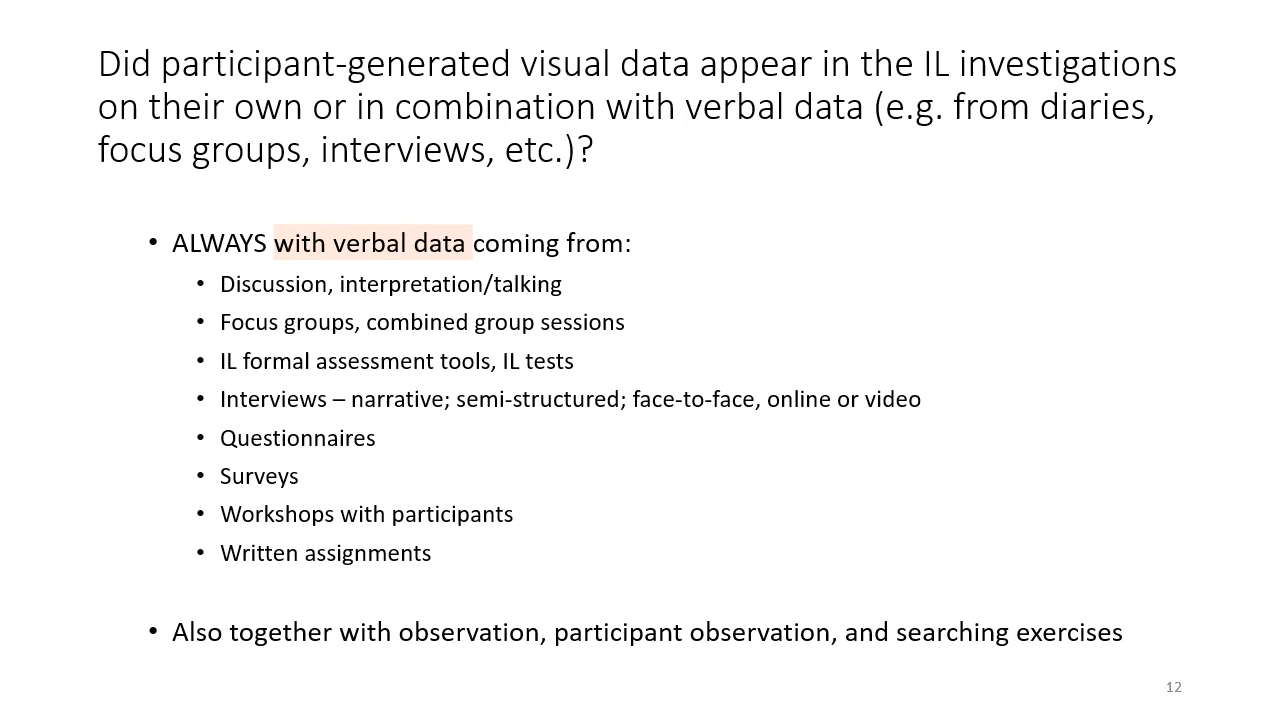 Did participant-generated visual data appear in the IL investigations
on their own or in combination with verbal data (e.g. from diaries,
focus groups, interviews, etc.)?
• ALWAYS with verbal data coming from:
• Discussion, interpretation/talking
• Focus groups, combined group sessions
• IL formal assessment tools, IL tests
• Interviews – narrative; semi-structured; face-to-face, online or video
• Questionnaires
• Surveys
• Workshops with participants
• Written assignments
• Also together with observation, participant observation, and searching exercises
12